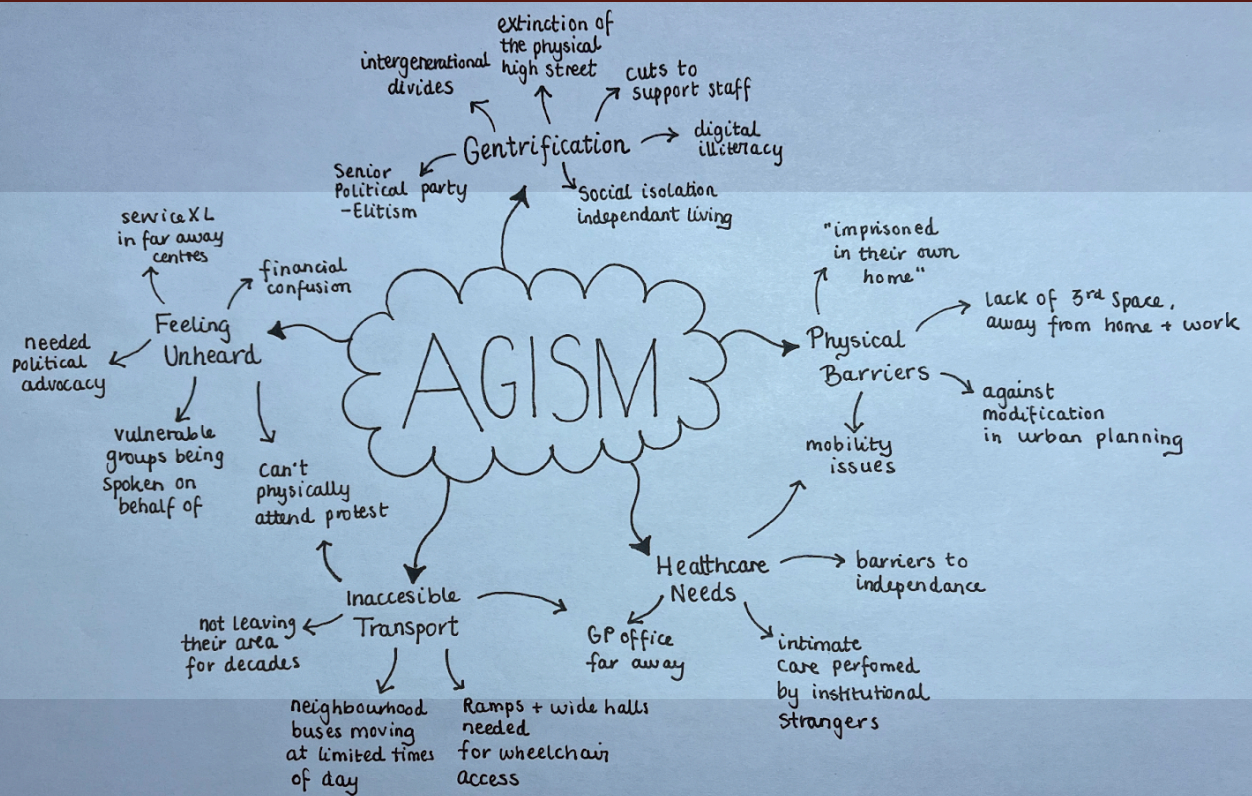 AGISM
Gentrification
intergenerational
divides
extinction of
the physical
high street
cuts to
support staff
digital
illiteracy
Social isolation
independant living
Senior
Political party
-Elitism
Physical
Barriers
"imprisoned
in their own
home"
lack of 3rd space,
away from home + work
against
modification
in urban planning
mobility
issues
Healthcare
Needs
barriers to
independance
intimate
care perfomed
by institutional
strangers
GP office
far away
Inaccesible
Transport
Ramps + wide halls
needed
for wheelchair
access
neighbourhood
buses moving
at limited times
of day
not leaving
their area
for decades
can't
physically
attend protest
Feeling
Unheard
vulnerable
groups being
spoken on
behalf of
needed
political
advocacy
service XL
in far away
centres
financial
confusion